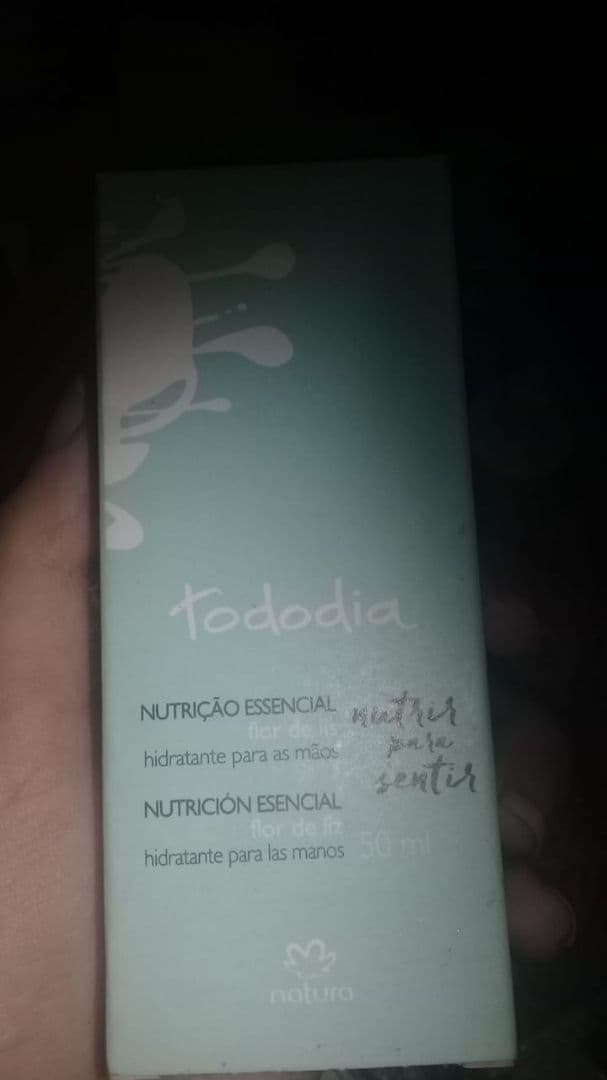 tododia
NUTRIÇÃO ESSENCIAL
flor de lis
hidratante para as mãos
nutrir
para
sentir
NUTRICIÓN ESENCIAL
flor de liz
hidratante para las manos
50 ml
natura